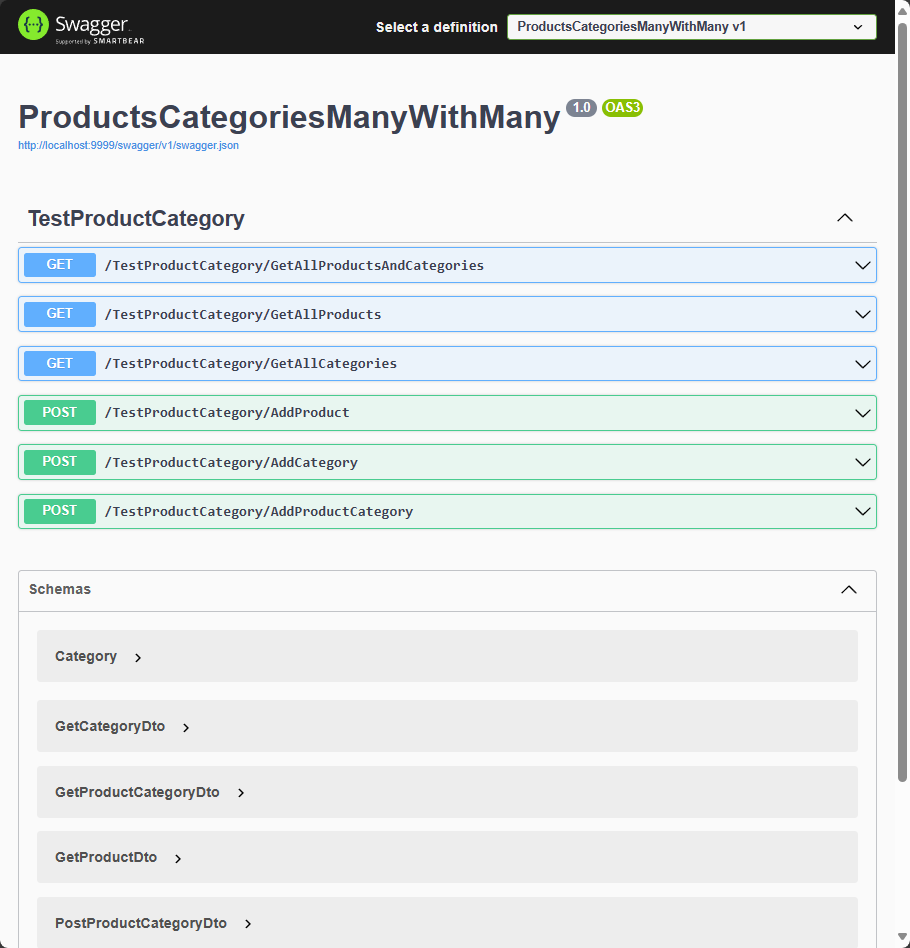 Swagger
Supported by SMARTBEAR
Select a definition
ProductsCategoriesManyWithMany v1
ProductsCategoriesManyWithMany 1.0 OAS3
http://localhost:9999/swagger/v1/swagger.json
TestProductCategory
GET /TestProductCategory/GetAllProductsAndCategories
GET /TestProductCategory/GetAllProducts
GET /TestProductCategory/GetAllCategories
POST /TestProductCategory/AddProduct
POST /TestProductCategory/AddCategory
POST /TestProductCategory/AddProductCategory
Schemas
Category
GetCategoryDto
GetProductCategoryDto
GetProductDto
PostProductCategoryDto